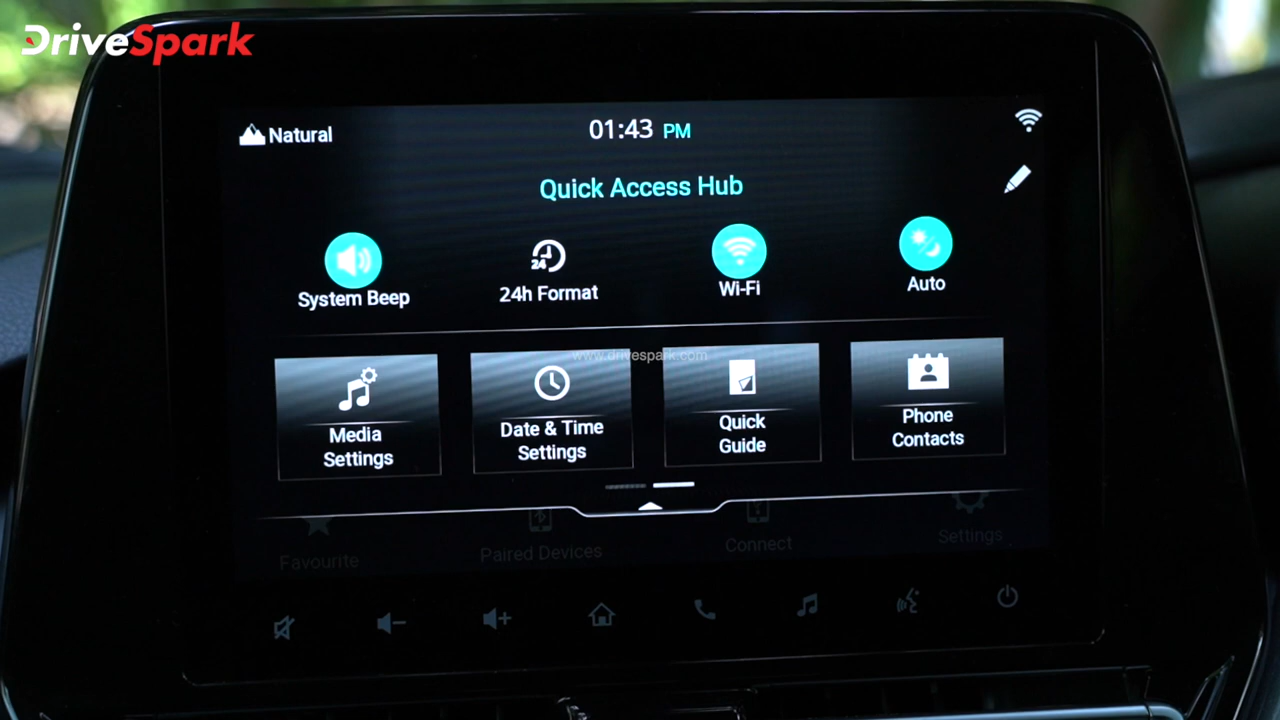 DriveSpark
Natural
01:43 PM
Quick Access Hub
System Beep
24
24h Format
Wi-Fi
Auto
www.drivespark.com
Media
Settings
Date & Time
Settings
Quick
Guide
Phone
Contacts
Favourite
Paired Devices
Connect
Settings